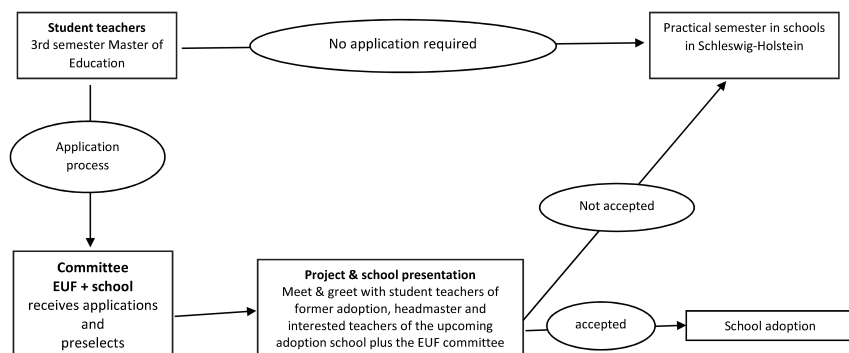 Student teachers
3rd semester Master of
Education
No application required
Practical semester in schools
in Schleswig-Holstein
Application
process
Not accepted
Committee
EUF + school
receives applications
and
preselects
Project & school presentation
Meet & greet with student teachers of
former adoption, headmaster and
interested teachers of the upcoming
adoption school plus the EUF committee
accepted
School adoption